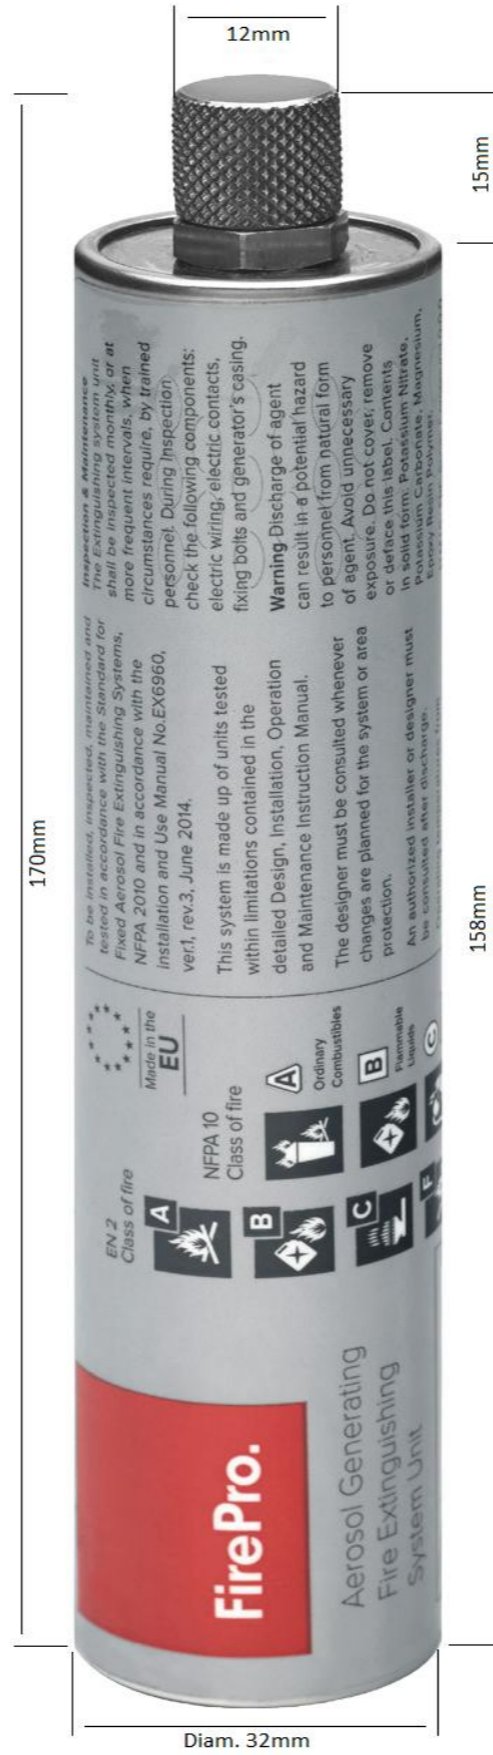 12mm
15mm
170mm
158mm
Diam. 32mm
Inspection & Maintenance
The Extinguishing system unit
shall be inspected monthly, or at
more frequent intervals, when
circumstances require, by trained
personnel. During Inspection
check the following components:
electric wiring, electric contacts,
fixing bolts and generator's casing.
Warning Discharge of agent
can result in a potential hazard
to personnel from natural form
of agent. Avoid unnecessary
exposure. Do not cover, remove
or deface this label. Contents
in solid form: Potassium Nitrate,
Potassium Carbonate, Magnesium,
Epoxy Resin Polymer.
To be installed, inspected, maintained and
tested in accordance with the Standard for
Fixed Aerosol Fire Extinguishing Systems,
NFPA 2010 and in accordance with the
installation and Use Manual No.EX6960,
ver.1, rev.3, June 2014.
This system is made up of units tested
within limitations contained in the
detailed Design, Installation, Operation
and Maintenance Instruction Manual.
The designer must be consulted whenever
changes are planned for the system or area
protection.
An authorized installer or designer must
be consulted after discharge.
Made in the
EU
EN 2
Class of fire
A
B
C
F
NFPA 10
Class of fire
A
Ordinary
Combustibles
B
Flammable
Liquids
C
FirePro.
Aerosol Generating
Fire Extinguishing
System Unit